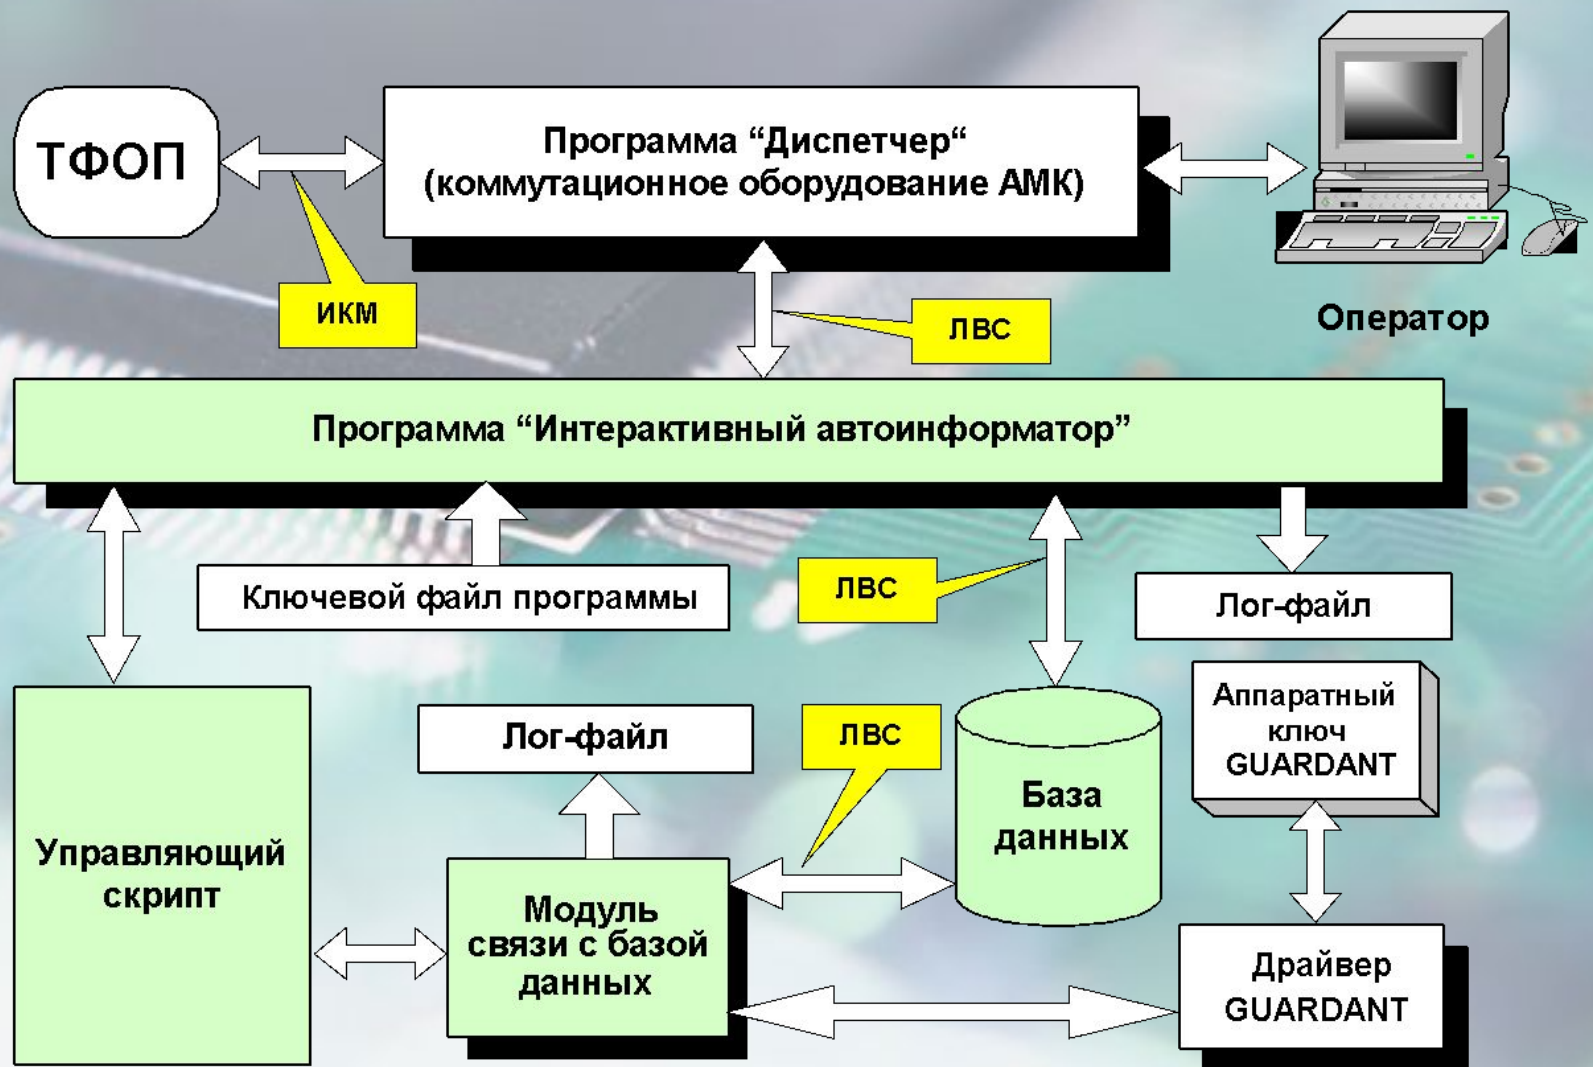 ТФОП
Программа “Диспетчер“
(коммутационное оборудование АМК)
ИКМ
ЛВС
Оператор
Программа “Интерактивный автоинформатор”
Ключевой файл программы
ЛВС
Лог-файл
Управляющий
скрипт
Лог-файл
ЛВС
База
данных
Аппаратный
ключ
GUARDANT
Модуль
связи с базой
данных
Драйвер
GUARDANT